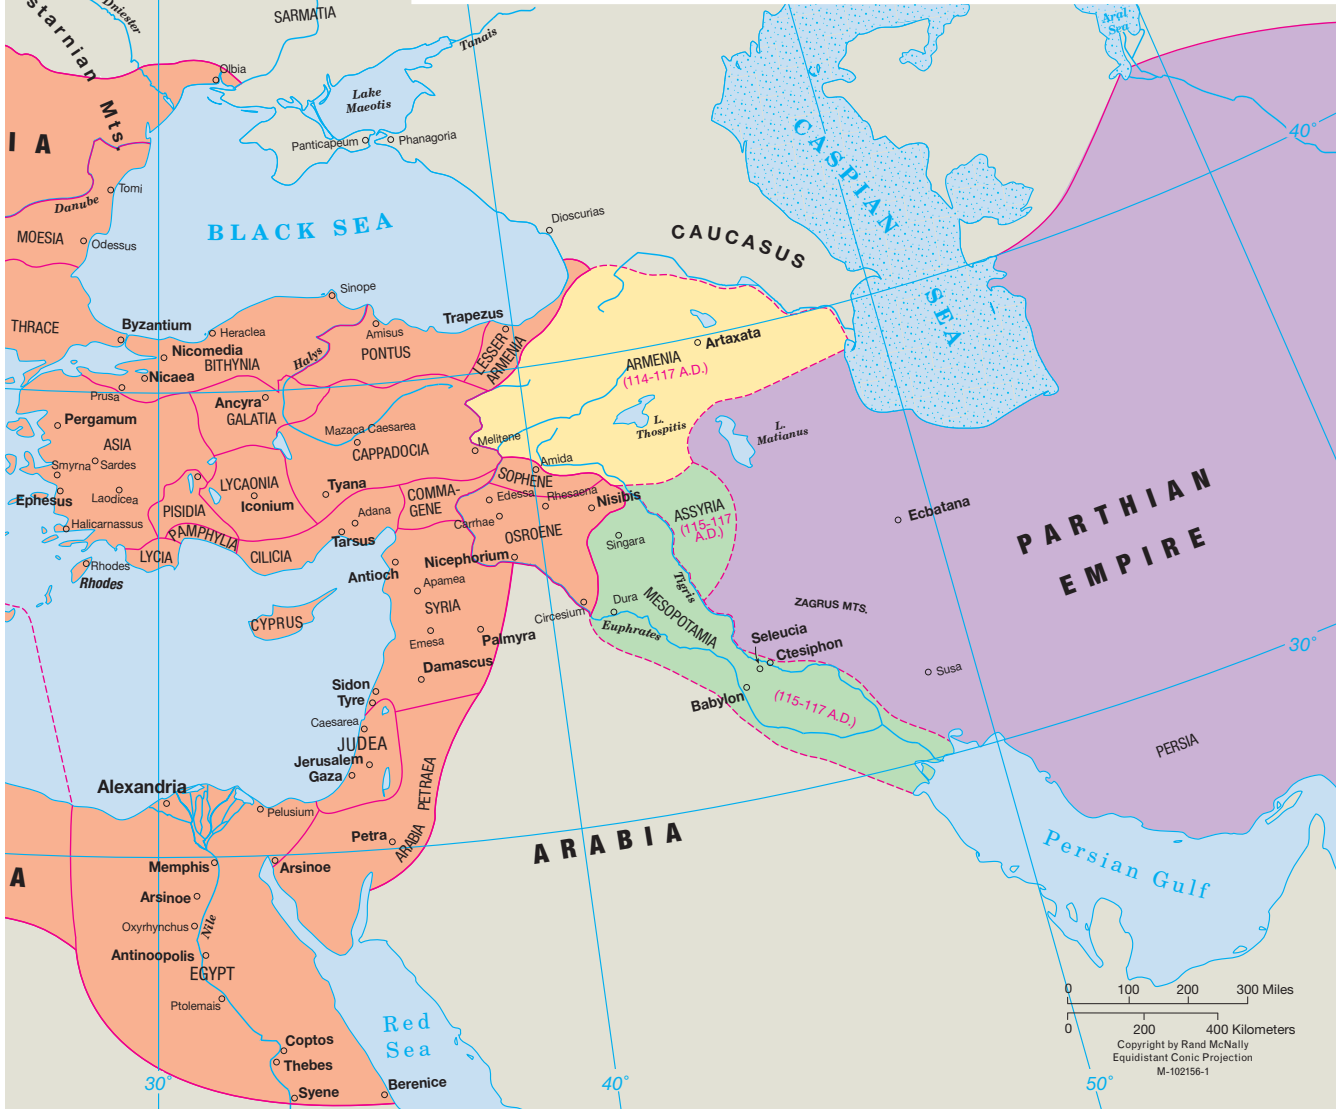 starnian Mts.
Dniester
SARMATIA
Tanais
Aral
Sea
Olbia
Lake
Maeotis
I A
Panticapeum
Phanagoria
40°
CASPIAN
SEA
Tomi
Danube
BLACK SEA
Dioscurias
MOESIA
Odessus
CAUCASUS
Sinope
THRACE
Byzantium
Heraclea
Amisus
Trapezus
Nicomedia
BITHYNIA
Halys
PONTUS
LESSER
ARMENIA
Artaxata
ARMENIA
(114-117 A.D.)
Nicaea
Prusa
Ancyra
GALATIA
Pergamum
Mazaca Caesarea
L.
Thospitis
L.
Matianus
ASIA
CAPPADOCIA
Melitene
Smyrna
Sardes
Amida
SOPHENE
LYCAONIA
Tyana
Ephesus
Laodicea
Iconium
COMMA-
GENE
Edessa
Rhesaena
Nisibis
ASSYRIA
(115-117
A.D.)
Ecbatana
PARTHIAN
EMPIRE
PISIDIA
Adana
Carrhae
Halicarnassus
PAMPHYLIA
Tarsus
OSROENE
Singara
LYCIA
CILICIA
Nicephorium
Rhodes
Rhodes
Antioch
Apamea
Tigris
SYRIA
Dura
MESOPOTAMIA
ZAGRUS MTS.
CYPRUS
Circesium
Euphrates
Emesa
Palmyra
Seleucia
Ctesiphon
30°
Damascus
Susa
Sidon
Tyre
Babylon
(115-117 A.D.)
Caesarea
JUDEA
PERSIA
Jerusalem
Gaza
Alexandria
Pelusium
ARABIA PETRAEA
Petra
ARABIA
Persian Gulf
Memphis
Arsinoe
A
Arsinoe
Oxyrhynchus
Nile
Antinoopolis
EGYPT
Ptolemais
0 100 200 300 Miles
0 200 400 Kilometers
Copyright by Rand McNally
Equidistant Conic Projection
M-102156-1
Red
Sea
Coptos
Thebes
30°
Syene
Berenice
40°
50°